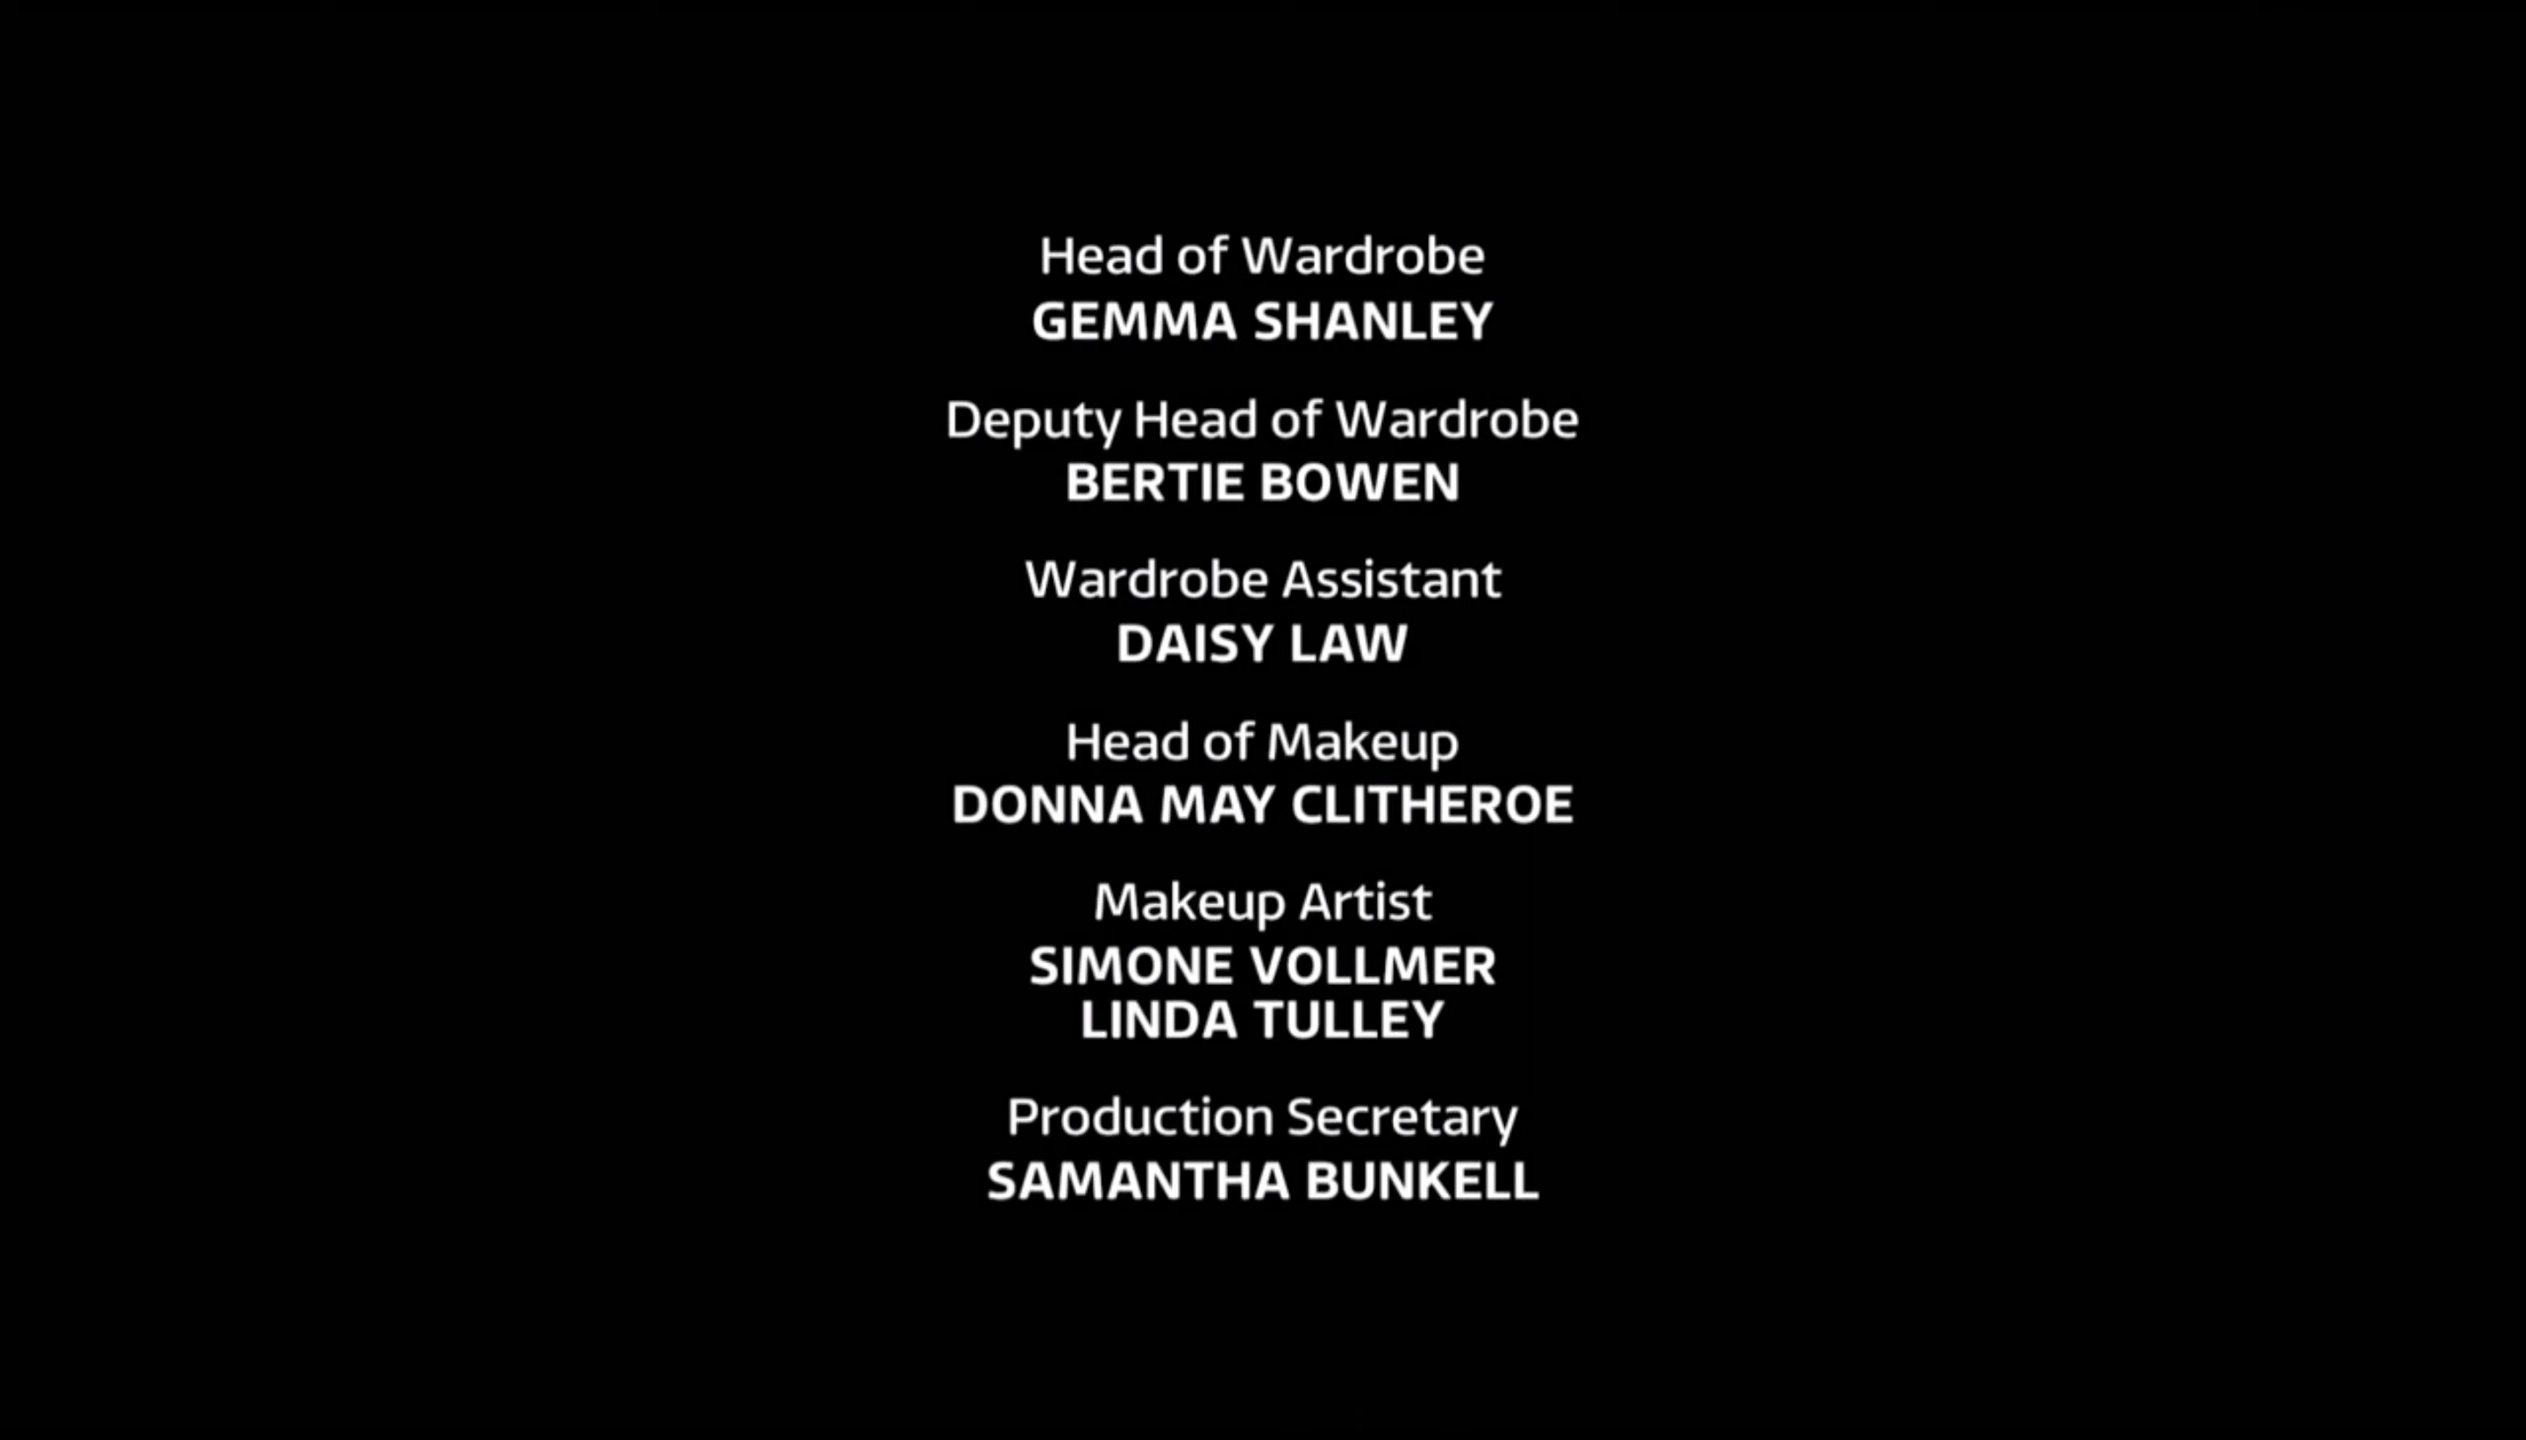 Head of Wardrobe
GEMMA SHANLEY
Deputy Head of Wardrobe
BERTIE BOWEN
Wardrobe Assistant
DAISY LAW
Head of Makeup
DONNA MAY CLITHEROE
Makeup Artist
SIMONE VOLLMER
LINDA TULLEY
Production Secretary
SAMANTHA BUNKELL